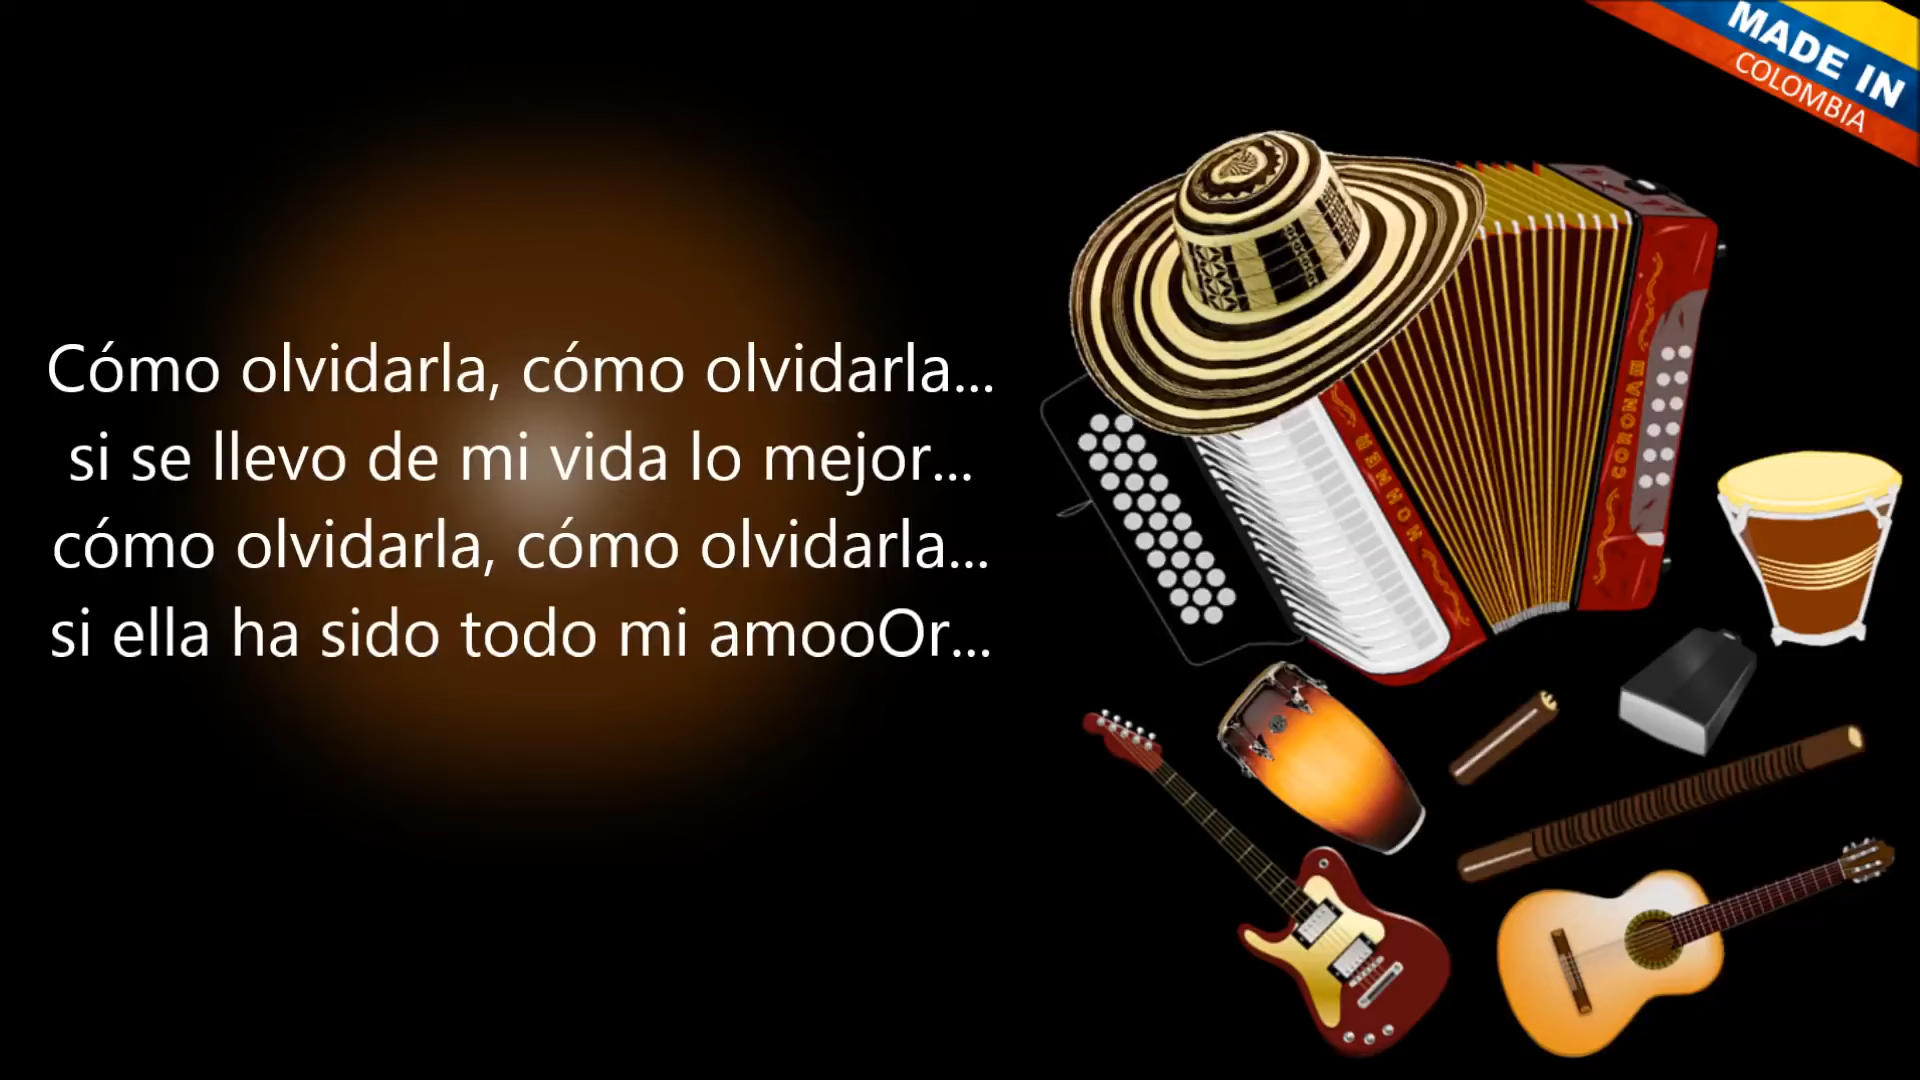 MADE IN
COLOMBIA
Cómo olvidarla, cómo olvidarla...
si se llevo de mi vida lo mejor...
cómo olvidarla, cómo olvidarla...
si ella ha sido todo mi amooOr...
HOHNER
CORONA III